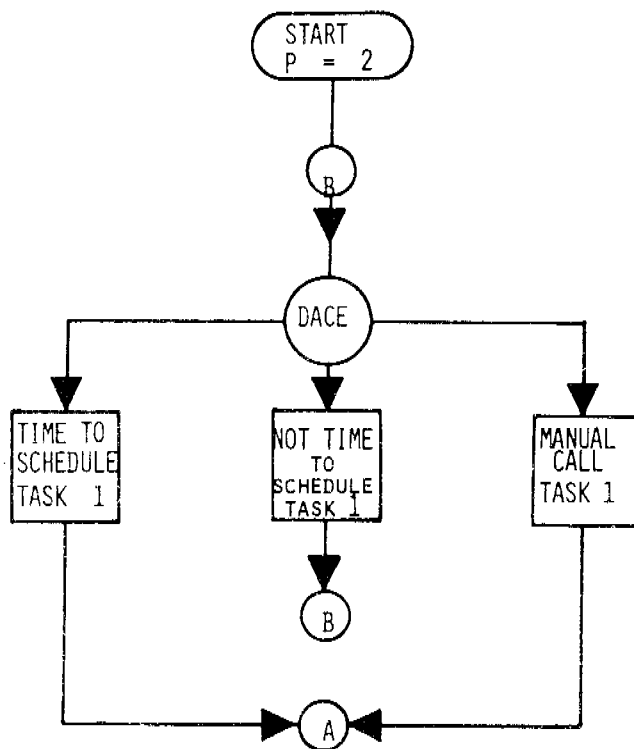 START
P = 2
B
DACE
TIME TO
SCHEDULE
TASK 1
NOT TIME
TO
SCHEDULE
TASK 1
MANUAL
CALL
TASK 1
B
A